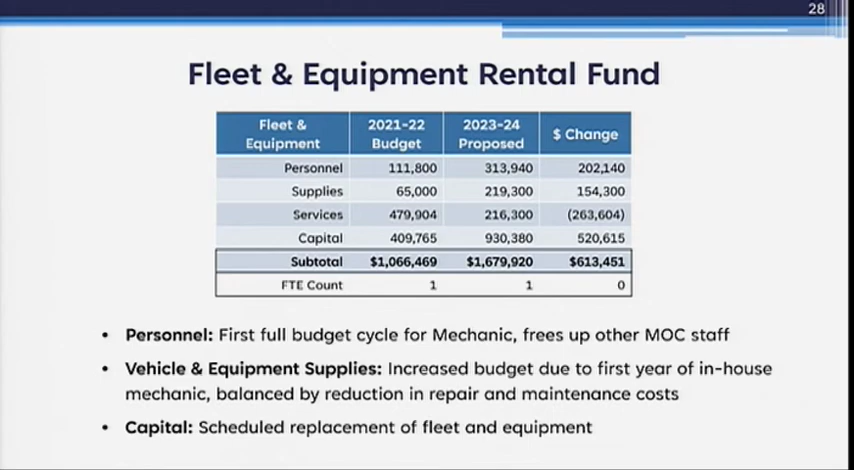 28
Fleet & Equipment Rental Fund
Fleet & Equipment 2021-22 Budget 2023-24 Proposed $ Change
Personnel 111,800 313,940 202,140
Supplies 65,000 219,300 154,300
Services 479,904 216,300 (263,604)
Capital 409,765 930,380 520,615
Subtotal $1,066,469 $1,679,920 $613,451
FTE Count 1 1 0
• Personnel: First full budget cycle for Mechanic, frees up other MOC staff
• Vehicle & Equipment Supplies: Increased budget due to first year of in-house
mechanic, balanced by reduction in repair and maintenance costs
• Capital: Scheduled replacement of fleet and equipment